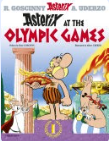 R. GOSCINNY Asterix A. UDERZO
Asterix
AT THE
OLYMPIC GAMES